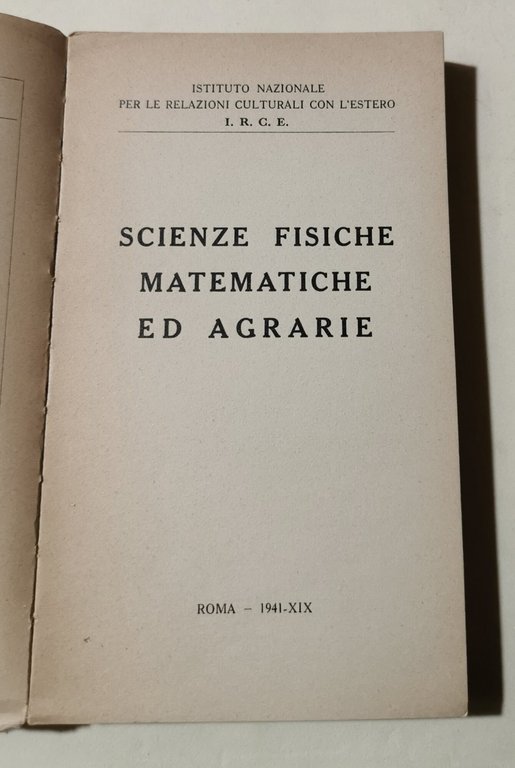 ISTITUTO NAZIONALE
PER LE RELAZIONI CULTURALI CON L'ESTERO
I. R. C. E.
SCIENZE FISICHE
MATEMATICHE
ED AGRARIE
ROMA – 1941-XIX